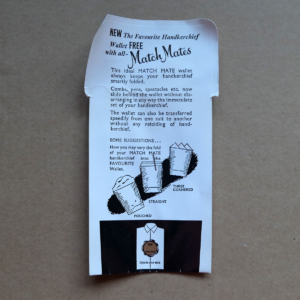 NEW The Favourite Handkerchief
Wallet FREE
with all- Match Mates
This ideal MATCH MATE wallet
always keeps your handkerchief
smartly folded.
Combs, pens, spectacles etc. now
slide behind the wallet without dis-
arranging in any way the immaculate
set of your handkerchief.
The wallet can also be transferred
speedily from one suit to another
without any refolding of hand-
kerchief.
SOME SUGGESTIONS...
How you may vary the fold
of your MATCH MATE
handkerchief into the
FAVOURITE
Wallet.
THREE
CORNERED
STRAIGHT
POUCHED